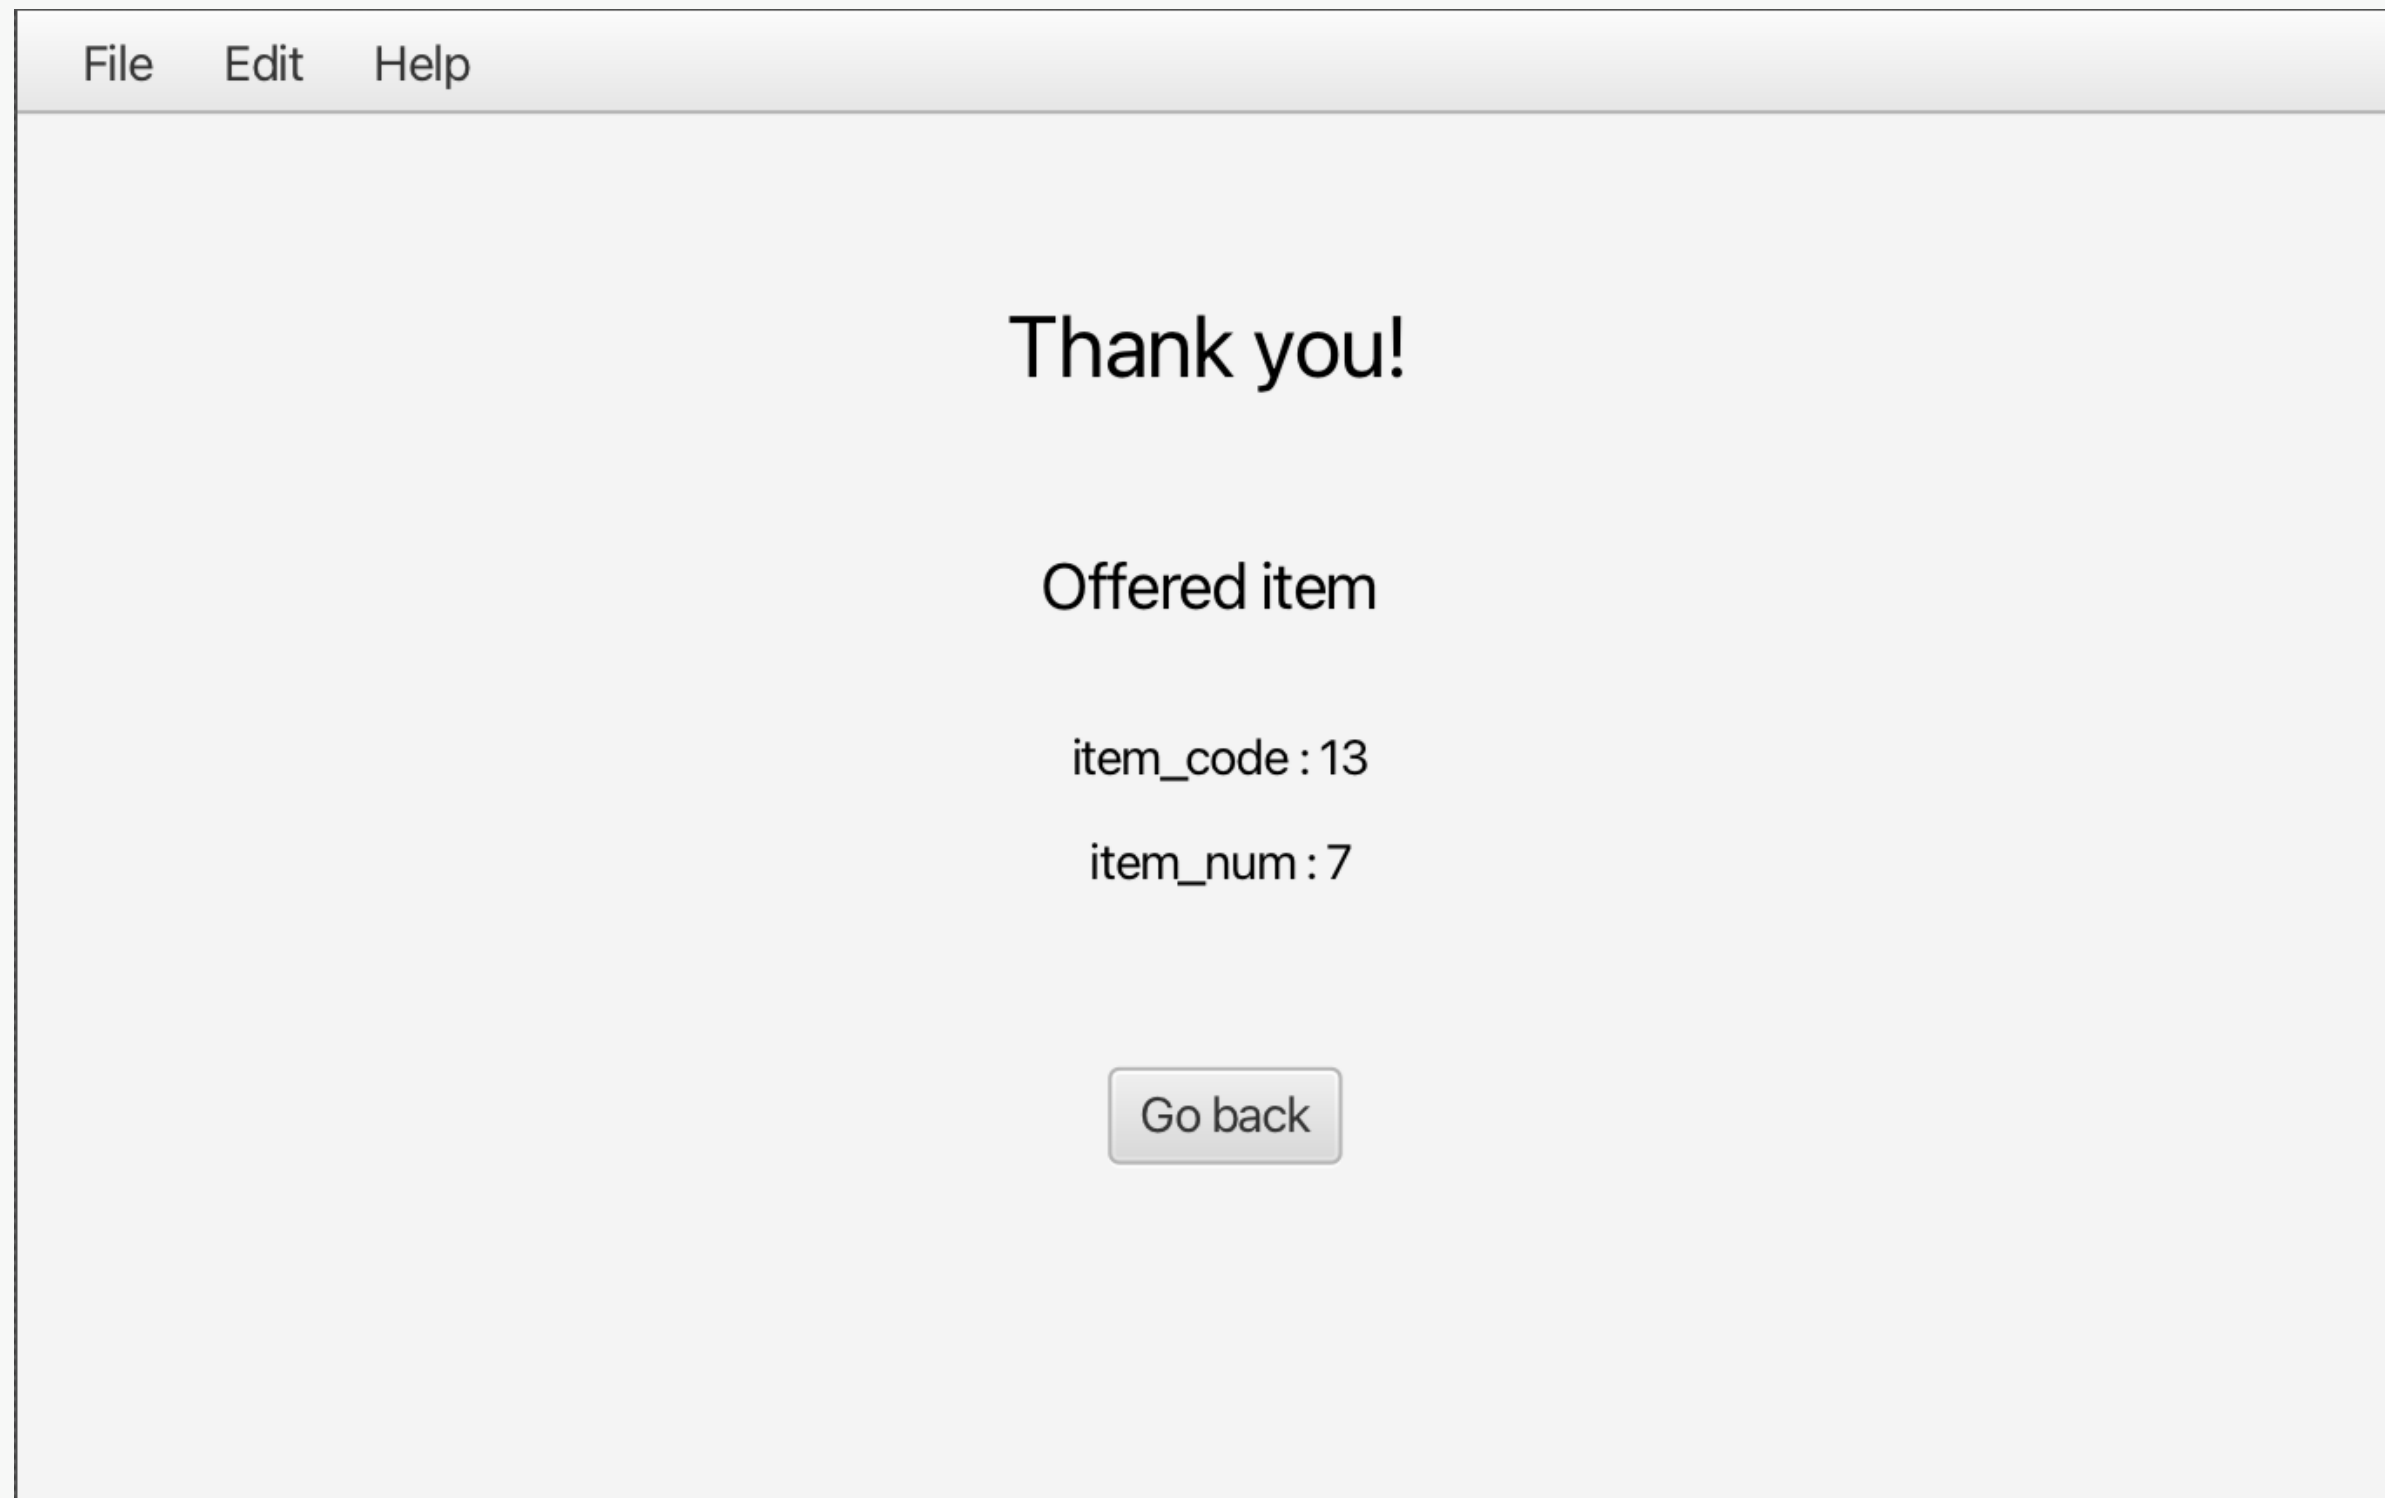 File Edit Help
Thank you!
Offered item
item_code : 13
item_num : 7
Go back